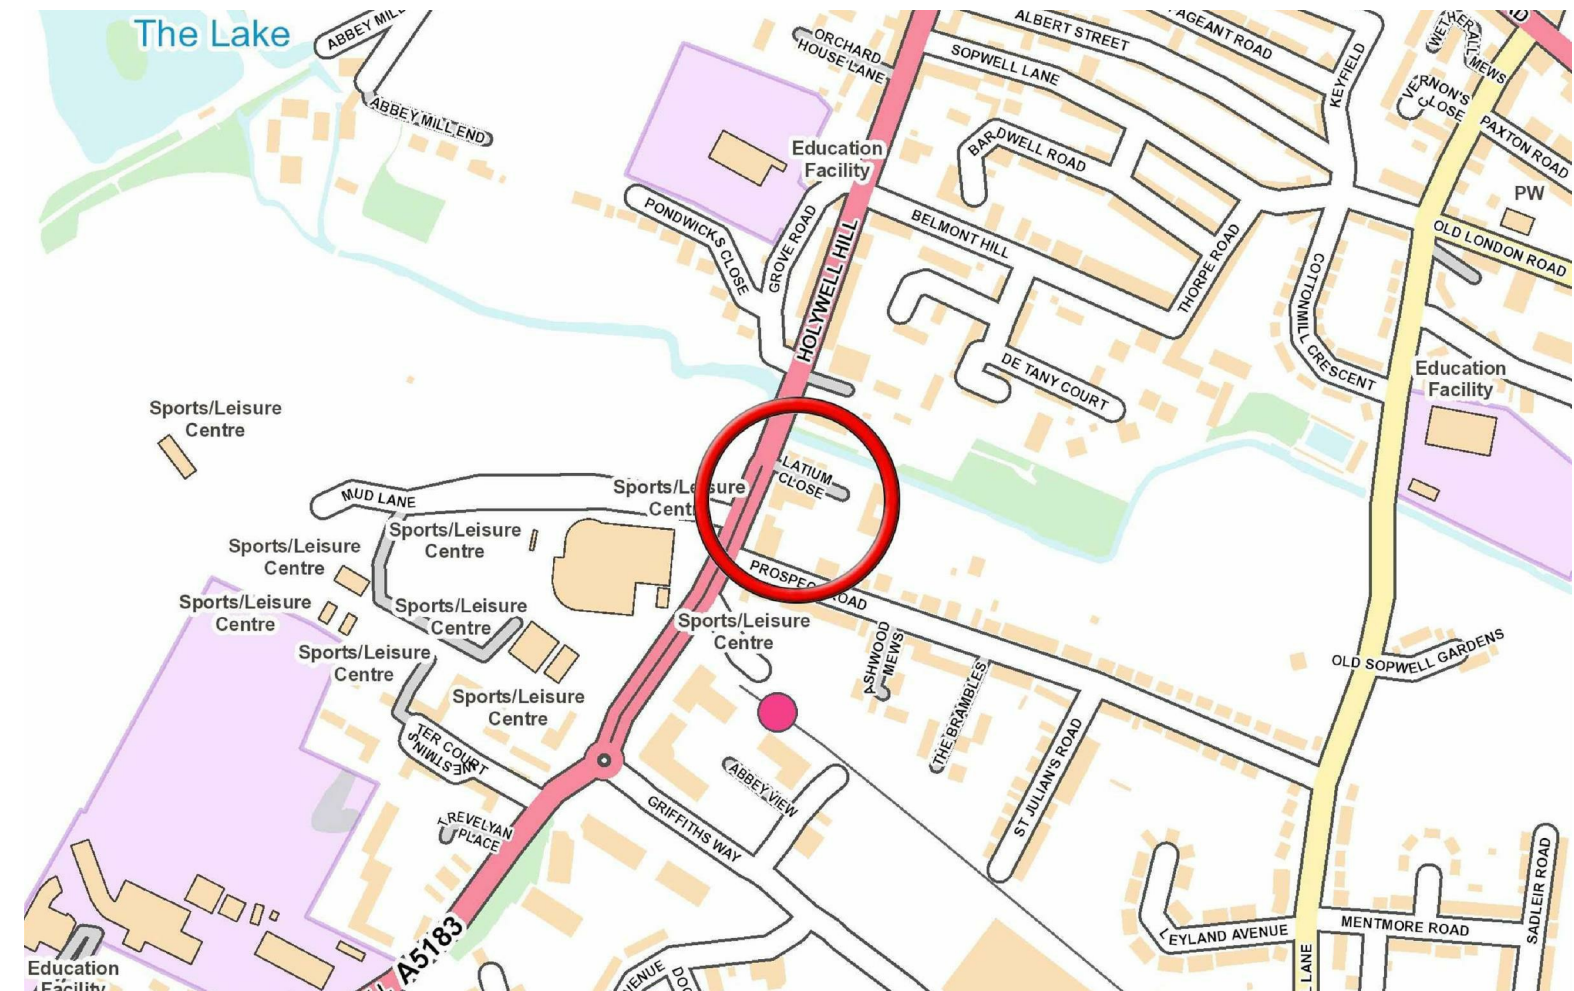 The Lake
ABBEY MILL
ABBEY MILL END
ORCHARD
HOUSE LANE
ALBERT STREET
PAGEANT ROAD
SOPWELL LANE
KEYFIELD
MEWS
VERNON'S
CLOSE
PAXTON ROAD
PW
OLD LONDON ROAD
BARDWELL ROAD
Education
Facility
PONDWICKS CLOSE
GROVE ROAD
HOLYWELL HILL
BELMONT HILL
THORPE ROAD
COTTONMILL CRESCENT
DE TANY COURT
Education
Facility
Sports/Leisure
Centre
MUD LANE
Sports/Leisure
Cent
LATIUM
CLOSE
Sports/Leisure
Centre
Sports/Leisure
Centre
Sports/Leisure
Centre
Sports/Leisure
Centre
Sports/Leisure
Centre
Sports/Leisure
Centre
Sports/Leisure
Centre
PROSPECT ROAD
ASHWOOD
MEWS
THE BRAMBLES
ST JULIAN'S ROAD
OLD SOPWELL GARDENS
WESTMINSTER COURT
TREVELYAN
PLACE
ABBEY VIEW
GRIFFITHS WAY
A5183
LEYLAND AVENUE
MENTMORE ROAD
SADLEIR ROAD
LANE
Education
Facility